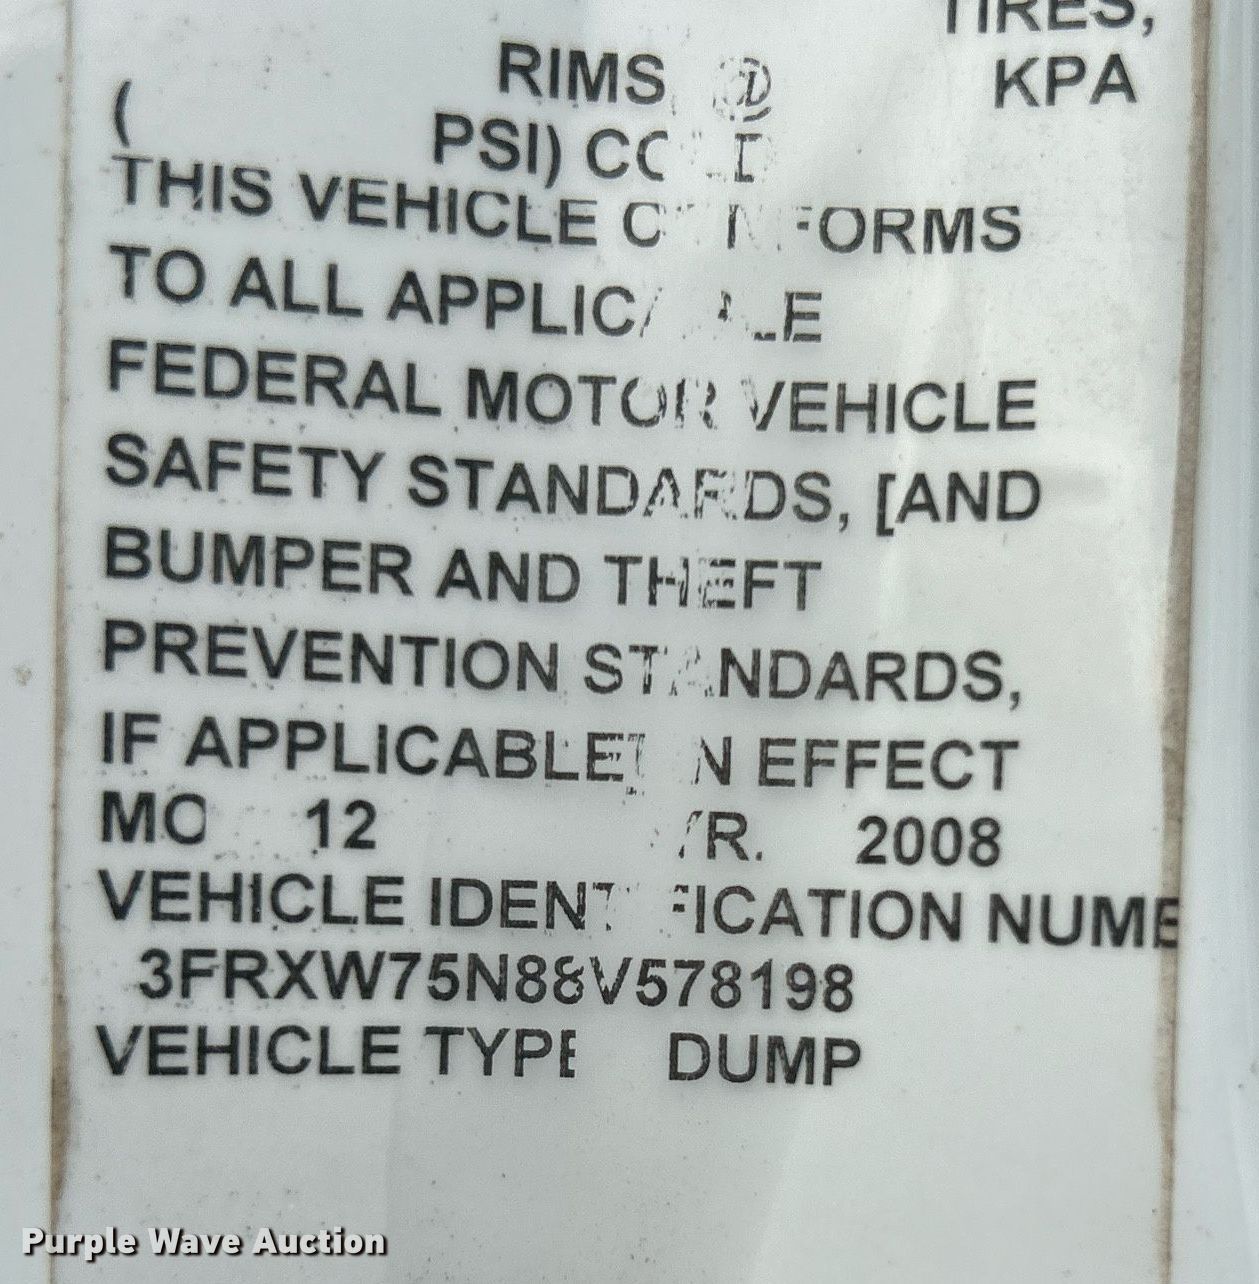 TIRES,
RIMS @ KPA
( PSI) COLD
THIS VEHICLE CONFORMS
TO ALL APPLICABLE
FEDERAL MOTOR VEHICLE
SAFETY STANDARDS, [AND
BUMPER AND THEFT
PREVENTION STANDARDS,
IF APPLICABLE] IN EFFECT
MO 12 YR. 2008
VEHICLE IDENTIFICATION NUMB
3FRXW75N88V578198
VEHICLE TYPE DUMP
Purple Wave Auction